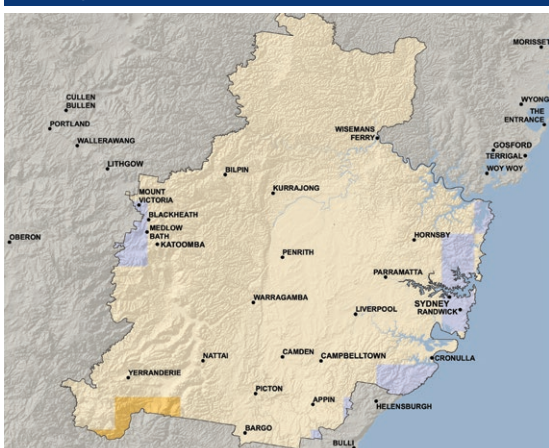 MORISSET
CULLEN
BULLEN
WYONG
THE
ENTRANCE
PORTLAND
WISEMANS
FERRY
WALLERAWANG
GOSFORD
TERRIGAL
LITHGOW
BILPIN
WOY WOY
MOUNT
VICTORIA
KURRAJONG
BLACKHEATH
MEDLOW
BATH
OBERON
KATOOMBA
HORNSBY
PENRITH
PARRAMATTA
WARRAGAMBA
SYDNEY
RANDWICK
LIVERPOOL
NATTAI
CAMDEN
CAMPBELLTOWN
CRONULLA
YERRANDERIE
PICTON
APPIN
HELENSBURGH
BARGO
BULLI